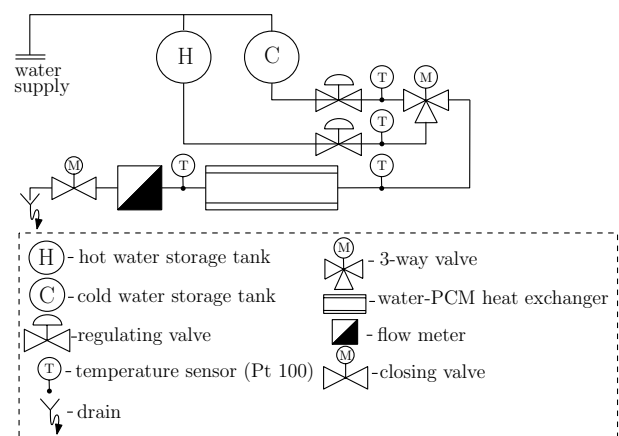 H
C
water
supply
T
M
T
M
T
T
H - hot water storage tank
C - cold water storage tank
-regulating valve
T - temperature sensor (Pt 100)
- drain
M - 3-way valve
-water-PCM heat exchanger
- flow meter
M -closing valve